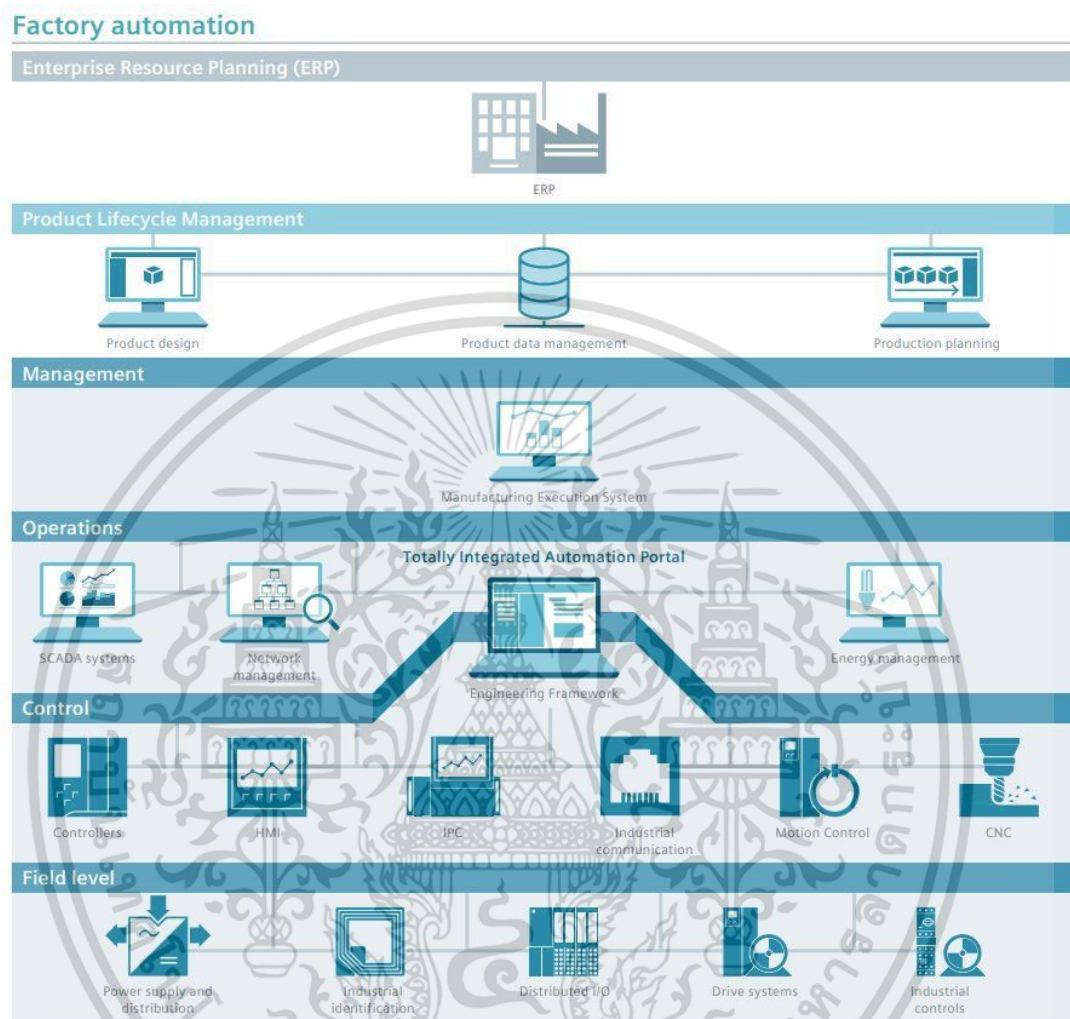 Factory automation
Enterprise Resource Planning (ERP)
ERP
Product Lifecycle Management
Product design
Product data management
Production planning
Management
Manufacturing Execution System
Operations
Totally Integrated Automation Portal
SCADA systems
Network
management
Engineering Framework
Energy management
Control
Controllers
HMI
IPC
Industrial
communication
Motion Control
CNC
Field level
Power supply and
distribution
Industrial
identification
Distributed I/O
Drive systems
Industrial
controls